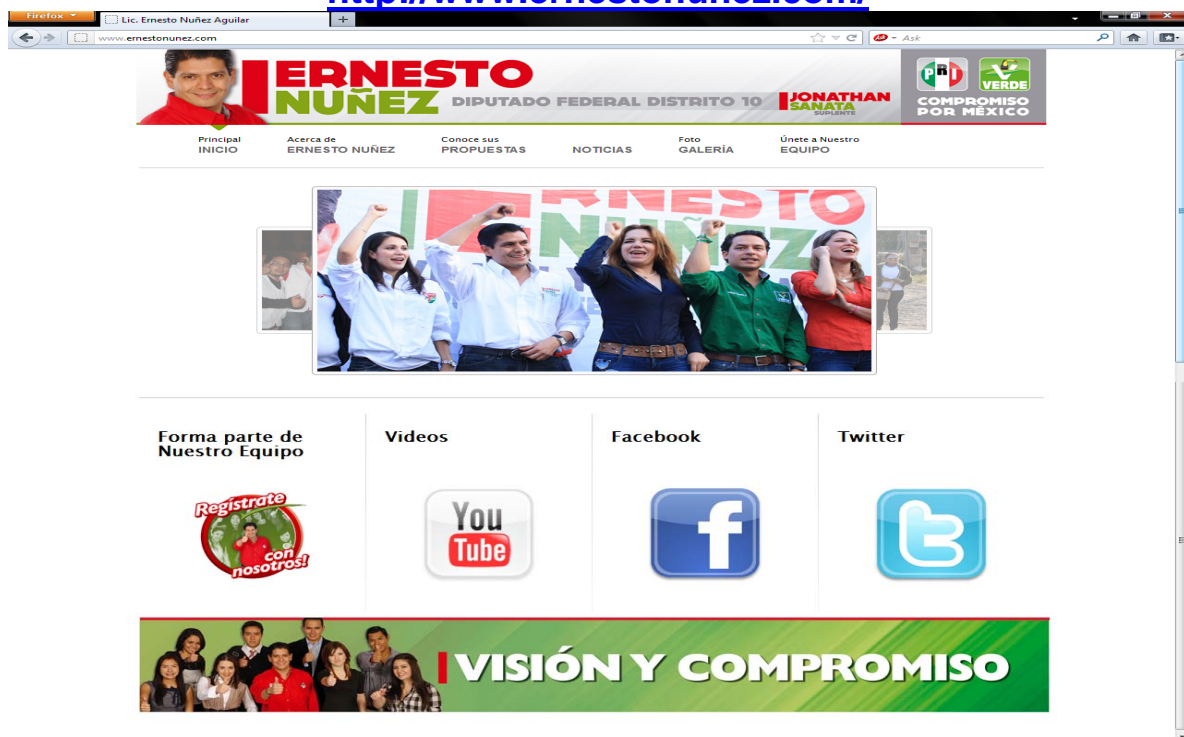 http://www.ernestonunez.com/
Firefox
Lic. Ernesto Nuñez Aguilar
www.ernestonunez.com
Ask
ERNESTO
NUÑEZ DIPUTADO FEDERAL DISTRITO 10
JONATHAN
SANATA
SUPLENTE
PRI
VERDE
COMPROMISO
POR MÉXICO
Principal
INICIO
Acerca de
ERNESTO NUÑEZ
Conoce sus
PROPUESTAS
NOTICIAS
Foto
GALERÍA
Únete a Nuestro
EQUIPO
ERNESTO
NUÑEZ
Forma parte de
Nuestro Equipo
Videos
Facebook
Twitter
Regístrate
con
nosotros!
You
Tube
f
t
VISIÓN Y COMPROMISO